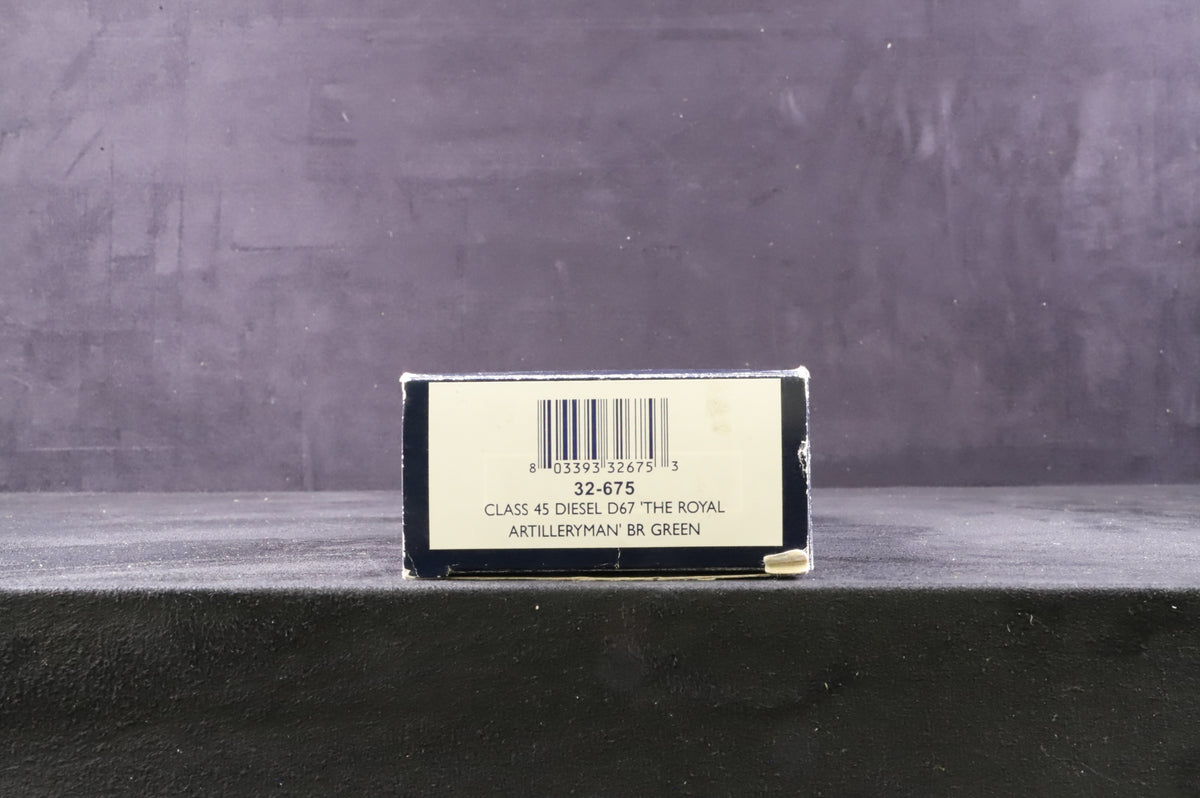 8 03393 32675 3
32-675
CLASS 45 DIESEL D67 'THE ROYAL
ARTILLERYMAN' BR GREEN